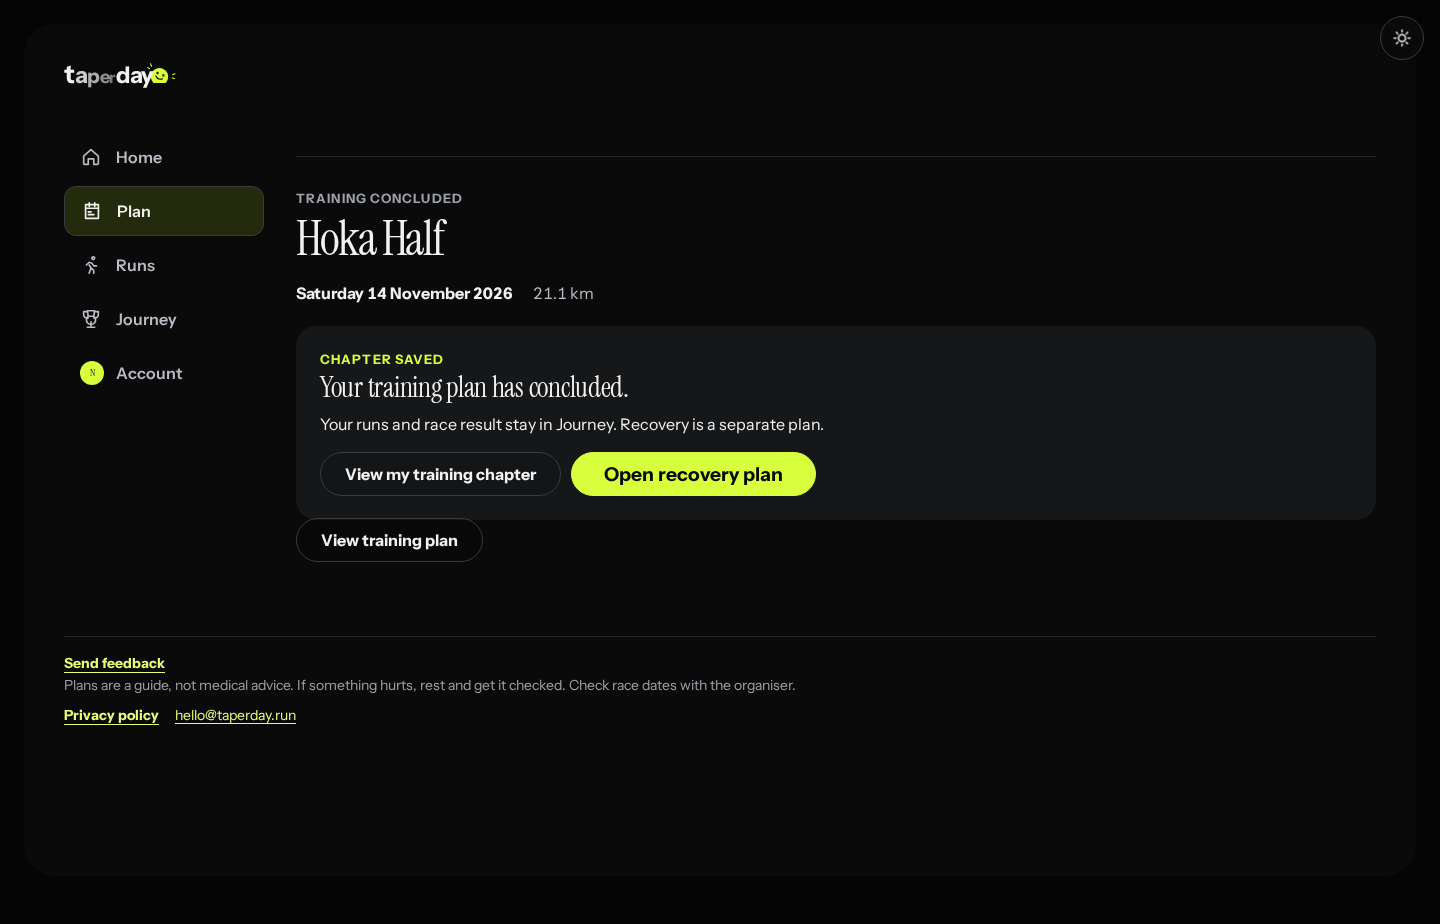 taperday
Home
Plan
Runs
Journey
N
Account
TRAINING CONCLUDED
Hoka Half
Saturday 14 November 2026 21.1 km
CHAPTER SAVED
Your training plan has concluded.
Your runs and race result stay in Journey. Recovery is a separate plan.
View my training chapter
Open recovery plan
View training plan
Send feedback
Plans are a guide, not medical advice. If something hurts, rest and get it checked. Check race dates with the organiser.
Privacy policy hello@taperday.run